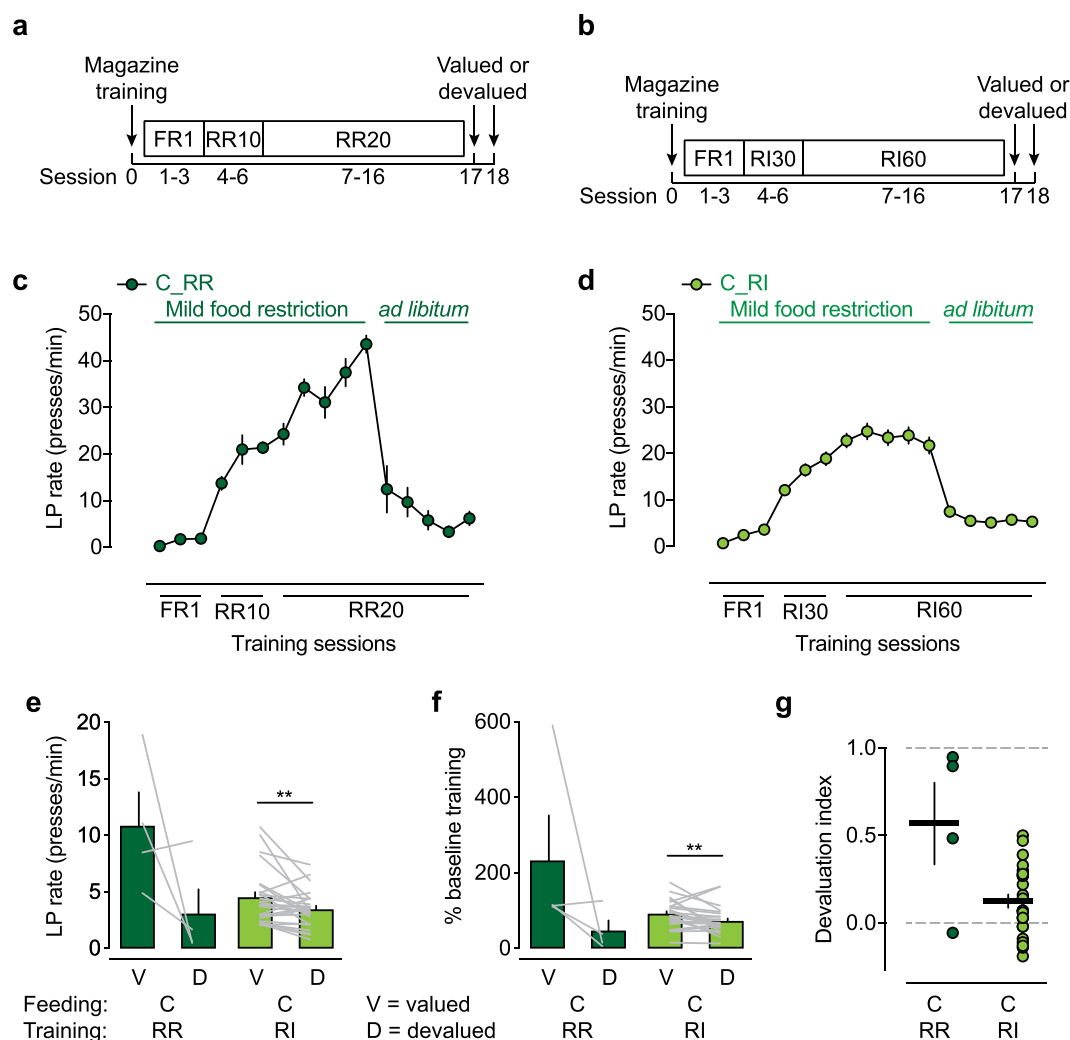 a
Magazine training
Valued or devalued
FR1 RR10 RR20
Session 0 1-3 4-6 7-16 17 18
b
Magazine training
Valued or devalued
FR1 RI30 RI60
Session 0 1-3 4-6 7-16 17 18
c
C_RR
Mild food restriction ad libitum
LP rate (presses/min)
50
40
30
20
10
0
FR1 RR10 RR20
Training sessions
d
C_RI
Mild food restriction ad libitum
LP rate (presses/min)
50
40
30
20
10
0
FR1 RI30 RI60
Training sessions
e
LP rate (presses/min)
20
15
10
5
0
**
V D V D
Feeding: C C
Training: RR RI
V = valued
D = devalued
f
% baseline training
600
400
200
0
**
V D V D
C C
RR RI
g
Devaluation index
1.0
0.5
0.0
C C
RR RI